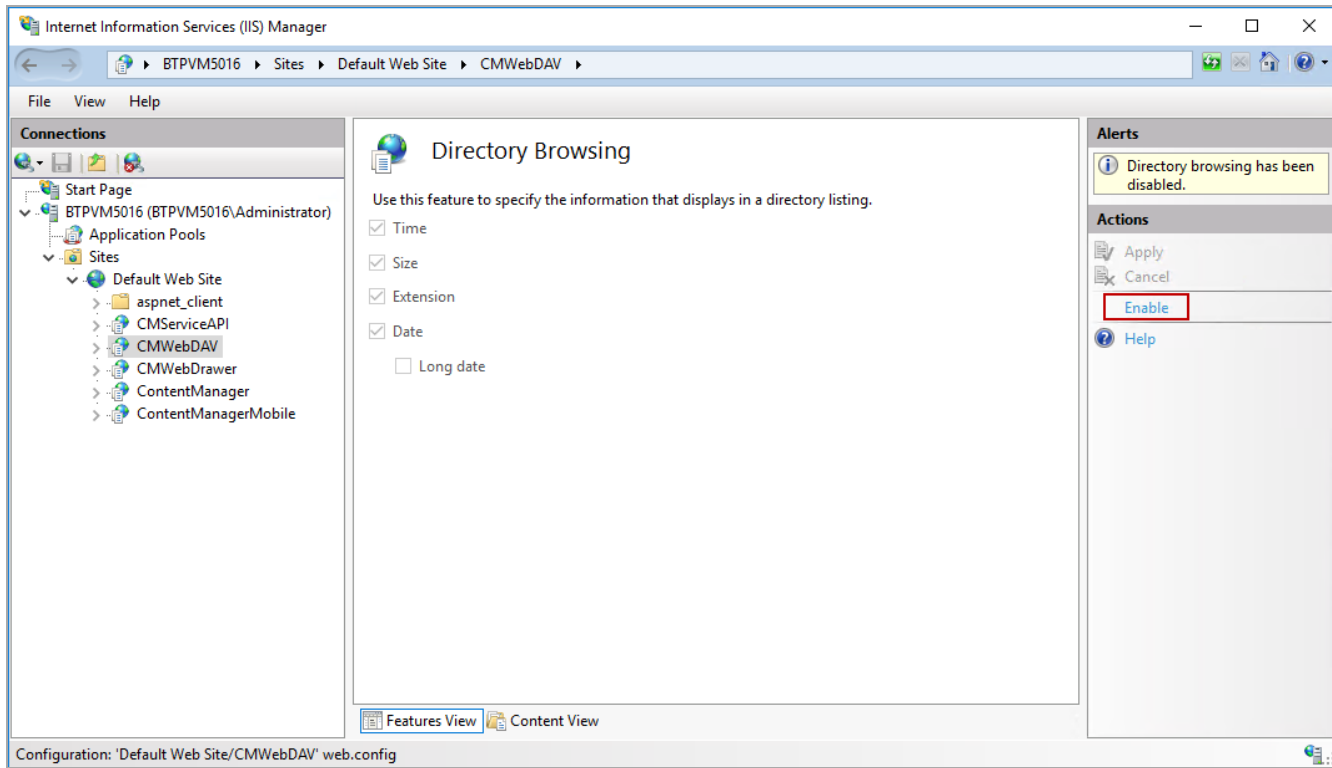 Internet Information Services (IIS) Manager
BTPVM5016 Sites Default Web Site CMWebDAV
File View Help
Connections
Start Page
BTPVM5016 (BTPVM5016\Administrator)
Application Pools
Sites
Default Web Site
aspnet_client
CMServiceAPI
CMWebDAV
CMWebDrawer
ContentManager
ContentManagerMobile
Directory Browsing
Use this feature to specify the information that displays in a directory listing.
Time
Size
Extension
Date
Long date
Features View Content View
Alerts
Directory browsing has been
disabled.
Actions
Apply
Cancel
Enable
Help
Configuration: 'Default Web Site/CMWebDAV' web.config